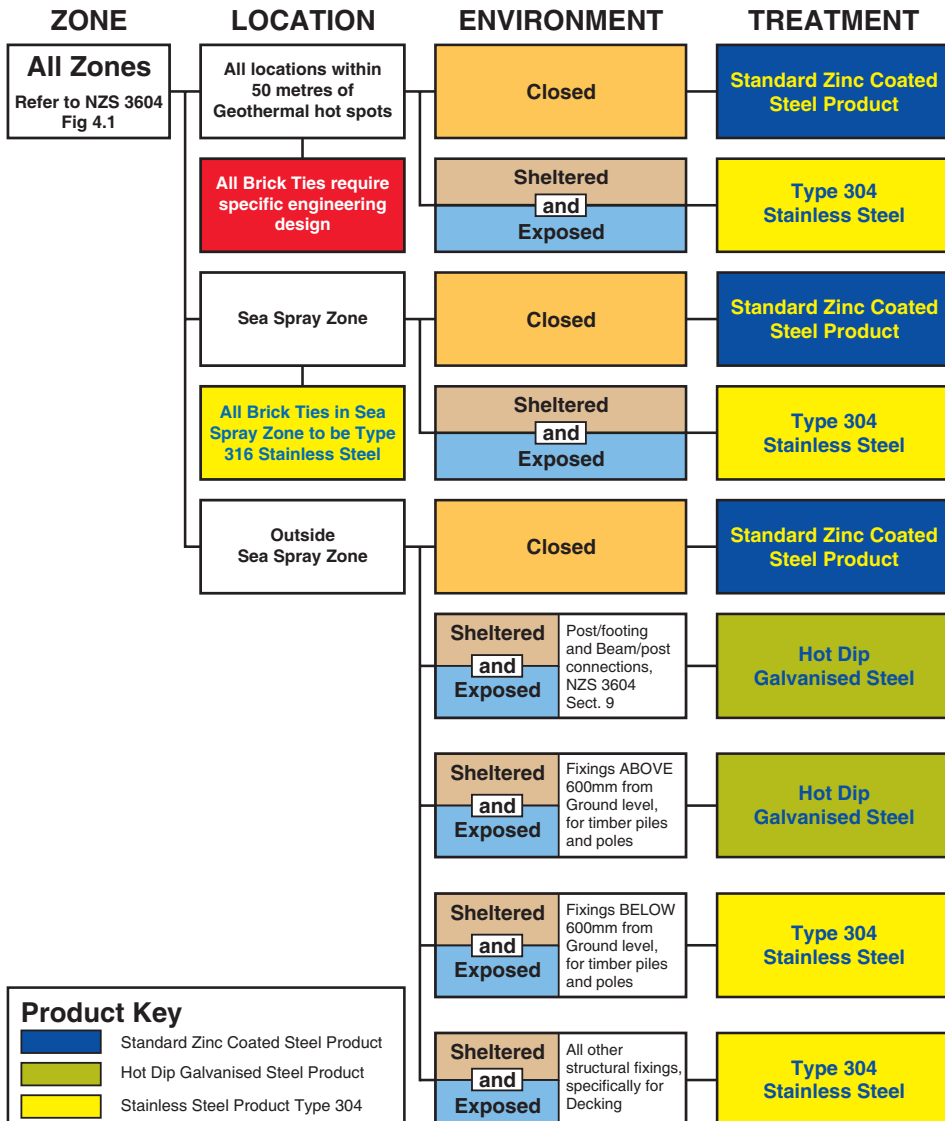 ZONE
LOCATION
ENVIRONMENT
TREATMENT
All Zones
Refer to NZS 3604
Fig 4.1
All locations within
50 metres of
Geothermal hot spots
Closed
Standard Zinc Coated
Steel Product
All Brick Ties require
specific engineering
design
Sheltered
and
Exposed
Type 304
Stainless Steel
Sea Spray Zone
Closed
Standard Zinc Coated
Steel Product
All Brick Ties in Sea
Spray Zone to be Type
316 Stainless Steel
Sheltered
and
Exposed
Type 304
Stainless Steel
Outside
Sea Spray Zone
Closed
Standard Zinc Coated
Steel Product
Sheltered
and
Exposed
Post/footing
and Beam/post
connections,
NZS 3604
Sect. 9
Hot Dip
Galvanised Steel
Sheltered
and
Exposed
Fixings ABOVE
600mm from
Ground level,
for timber piles
and poles
Hot Dip
Galvanised Steel
Sheltered
and
Exposed
Fixings BELOW
600mm from
Ground level,
for timber piles
and poles
Type 304
Stainless Steel
Sheltered
and
Exposed
All other
structural fixings,
specifically for
Decking
Type 304
Stainless Steel
Product Key
Standard Zinc Coated Steel Product
Hot Dip Galvanised Steel Product
Stainless Steel Product Type 304